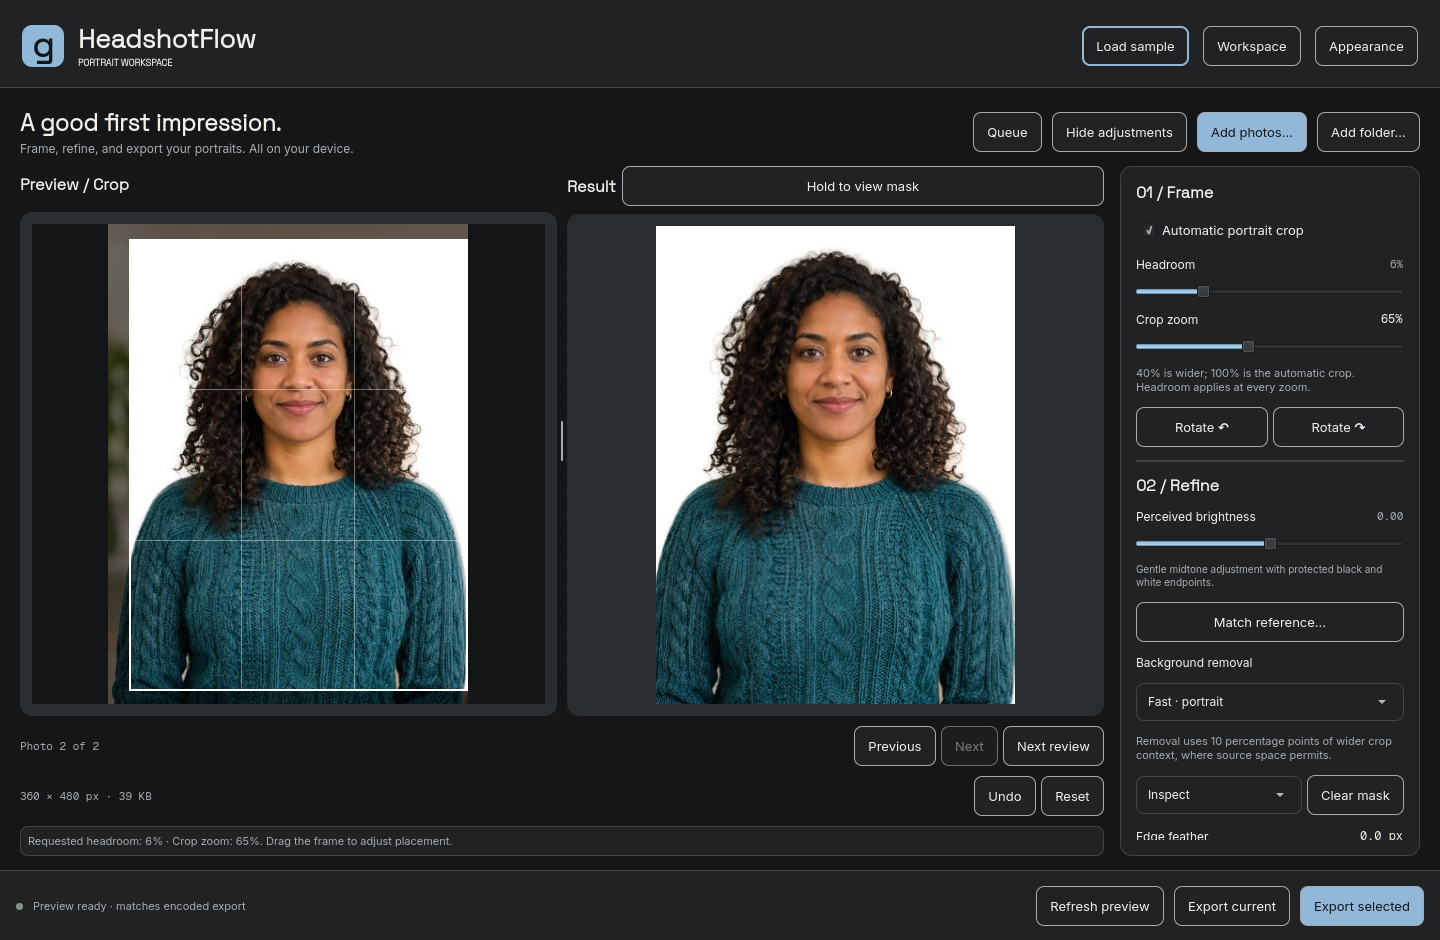 g
HeadshotFlow
PORTRAIT WORKSPACE
Load sample
Workspace
Appearance
A good first impression.
Frame, refine, and export your portraits. All on your device.
Queue
Hide adjustments
Add photos...
Add folder...
Preview / Crop
Result
Hold to view mask
Photo 2 of 2
Previous
Next
Next review
360 × 480 px · 39 KB
Undo
Reset
Requested headroom: 6% · Crop zoom: 65%. Drag the frame to adjust placement.
01 / Frame
Automatic portrait crop
Headroom 6%
Crop zoom 65%
40% is wider; 100% is the automatic crop.
Headroom applies at every zoom.
Rotate ↶
Rotate ↷
02 / Refine
Perceived brightness 0.00
Gentle midtone adjustment with protected black and
white endpoints.
Match reference...
Background removal
Fast · portrait
Removal uses 10 percentage points of wider crop
context, where source space permits.
Inspect
Clear mask
Edge feather 0.0 px
Preview ready · matches encoded export
Refresh preview
Export current
Export selected